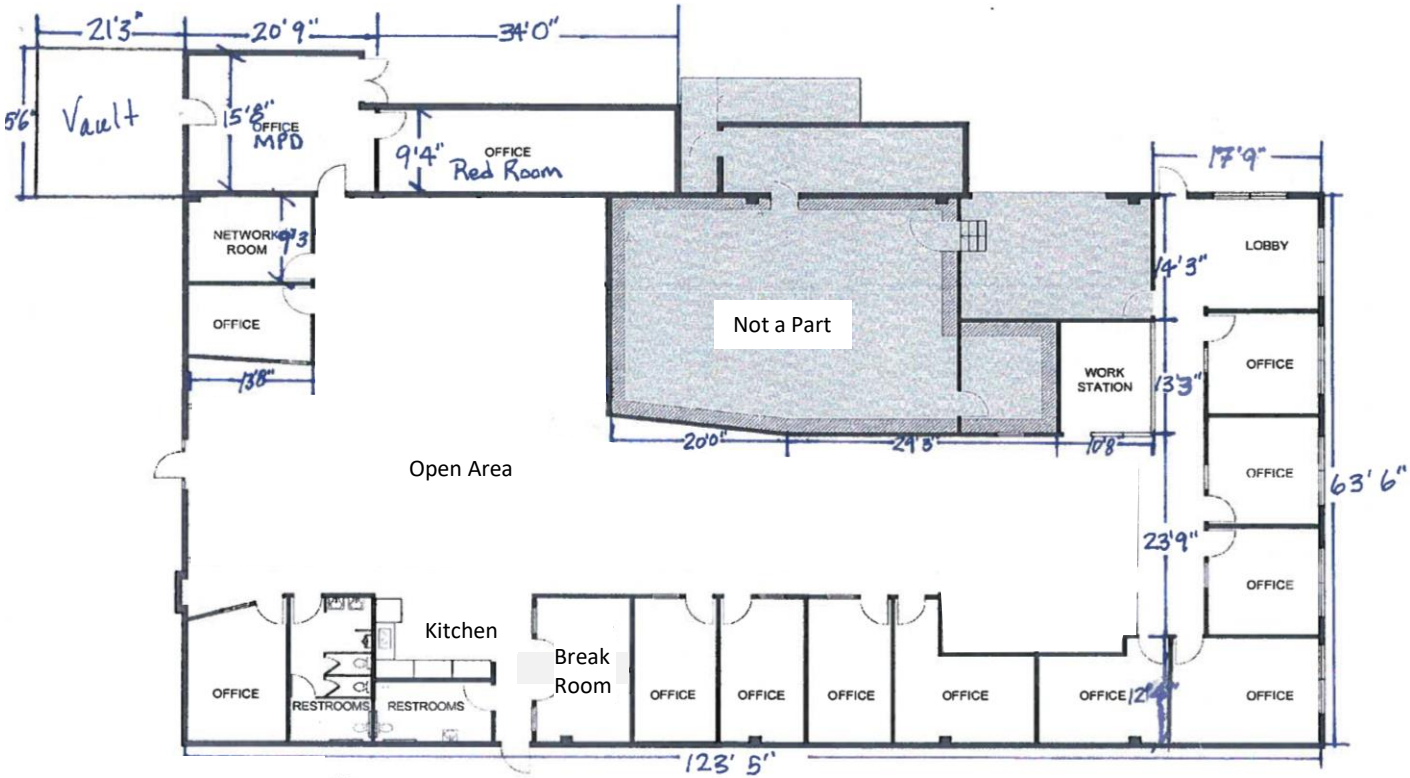 21'3"
20'9"
34'0"
5'6"
Vault
15'8"
OFFICE
MPD
9'4"
OFFICE
Red Room
17'9"
NETWORK
ROOM
9'3
LOBBY
14'3"
OFFICE
13'8"
Not a Part
WORK
STATION
13'3"
OFFICE
20'0"
29'3"
10'8
Open Area
OFFICE
63'6"
23'9"
OFFICE
Kitchen
Break
Room
OFFICE
RESTROOMS
RESTROOMS
OFFICE
OFFICE
OFFICE
OFFICE
OFFICE
OFFICE
123'5"